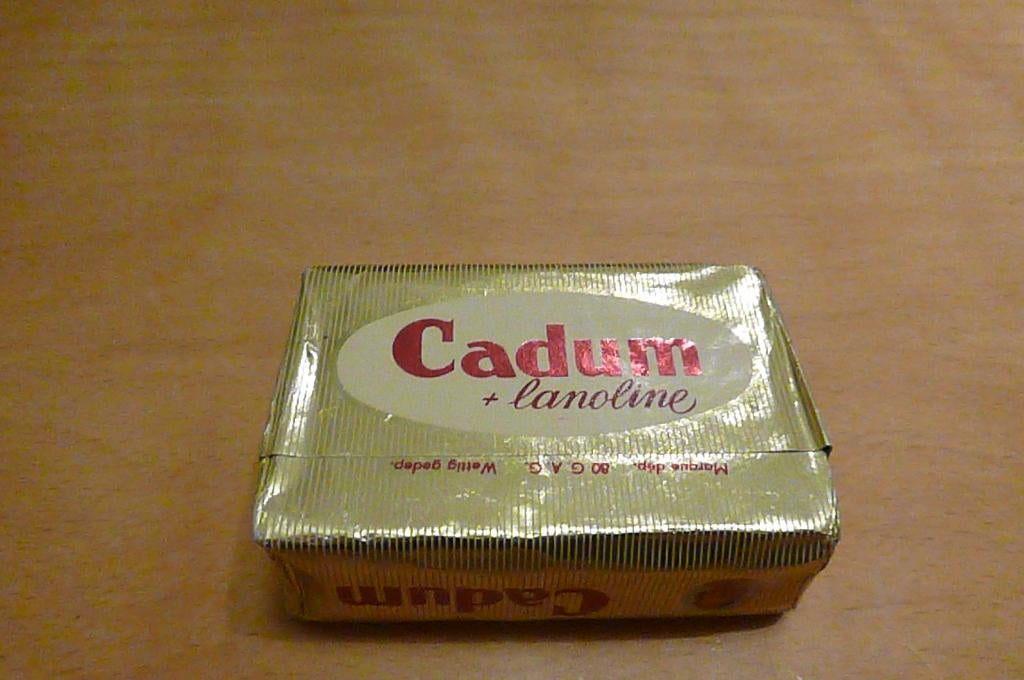 Cadum
+ lanoline
Marque dép. 80 G A G Wettig gedep.
Cadum